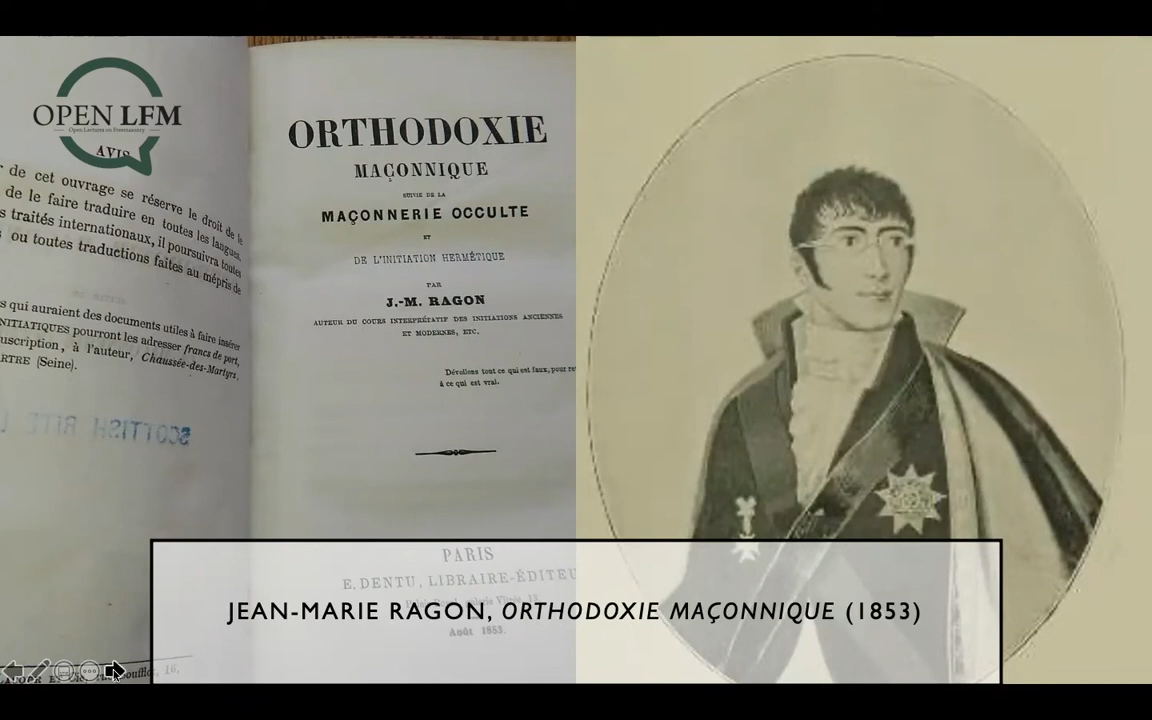 OPEN LFM
Open Lectures on Freemasonry
AVIS
de cet ouvrage se réserve le droit de le
de le faire traduire en toutes les langues.
traités internationaux, il poursuivra toutes
ou toutes traductions faites au mépris de
qui auraient des documents utiles à faire insérer
INITIATIQUES pourront les adresser francs de port,
à l'auteur, Chaussée-des-Martyrs,
(Seine).
SCOTTISH RITE
ORTHODOXIE
MAÇONNIQUE
SUIVIE DE LA
MAÇONNERIE OCCULTE
ET
DE L'INITIATION HERMÉTIQUE
PAR
J.-M. RAGON
AUTEUR DU COURS INTERPRÉTATIF DES INITIATIONS ANCIENNES
ET MODERNES, ETC.
Dévoilons tout ce qui est faux, pour
à ce qui est vrai.
PARIS
E. DENTU, LIBRAIRE-ÉDITEU
Août 1853.
JEAN-MARIE RAGON, ORTHODOXIE MAÇONNIQUE (1853)